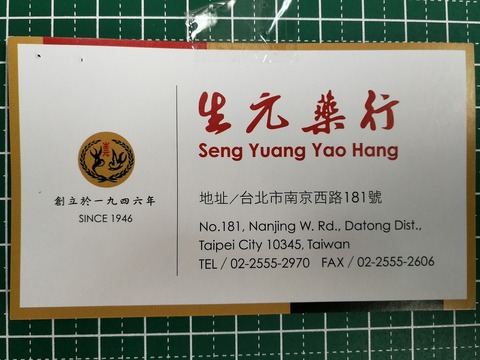 生元藥行
Seng Yuang Yao Hang
創立於一九四六年
SINCE 1946
地址／台北市南京西路181號
No.181, Nanjing W. Rd., Datong Dist.,
Taipei City 10345, Taiwan
TEL / 02-2555-2970 FAX / 02-2555-2606